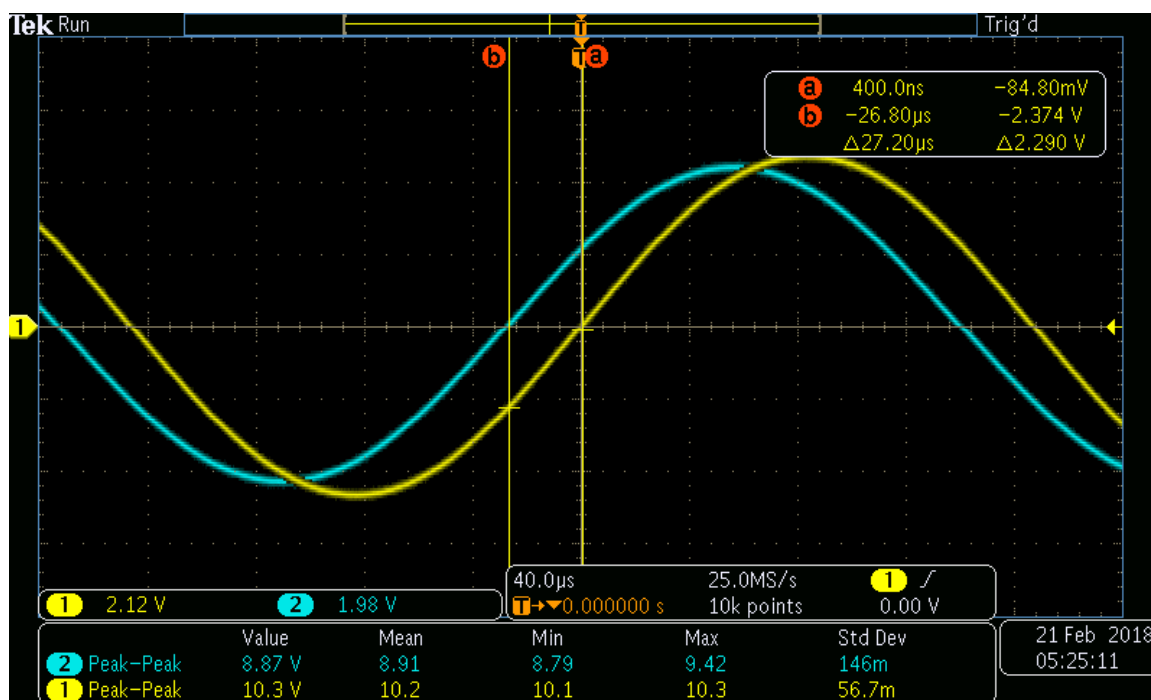 Tek Run Trig'd
T
b T a
a 400.0ns −84.80mV
b −26.80µs −2.374 V
Δ27.20µs Δ2.290 V
1
40.0µs 25.0MS/s 1
1 2.12 V 2 1.98 V T→▼0.000000 s 10k points 0.00 V
Value Mean Min Max Std Dev
2 Peak−Peak 8.87 V 8.91 8.79 9.42 146m
1 Peak−Peak 10.3 V 10.2 10.1 10.3 56.7m
21 Feb 2018
05:25:11